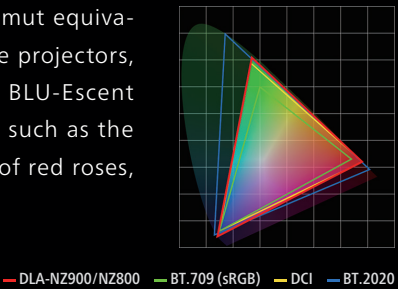 mut equiva-
e projectors,
BLU-Escent
such as the
of red roses,
DLA-NZ900/NZ800 BT.709 (sRGB) DCI BT.2020